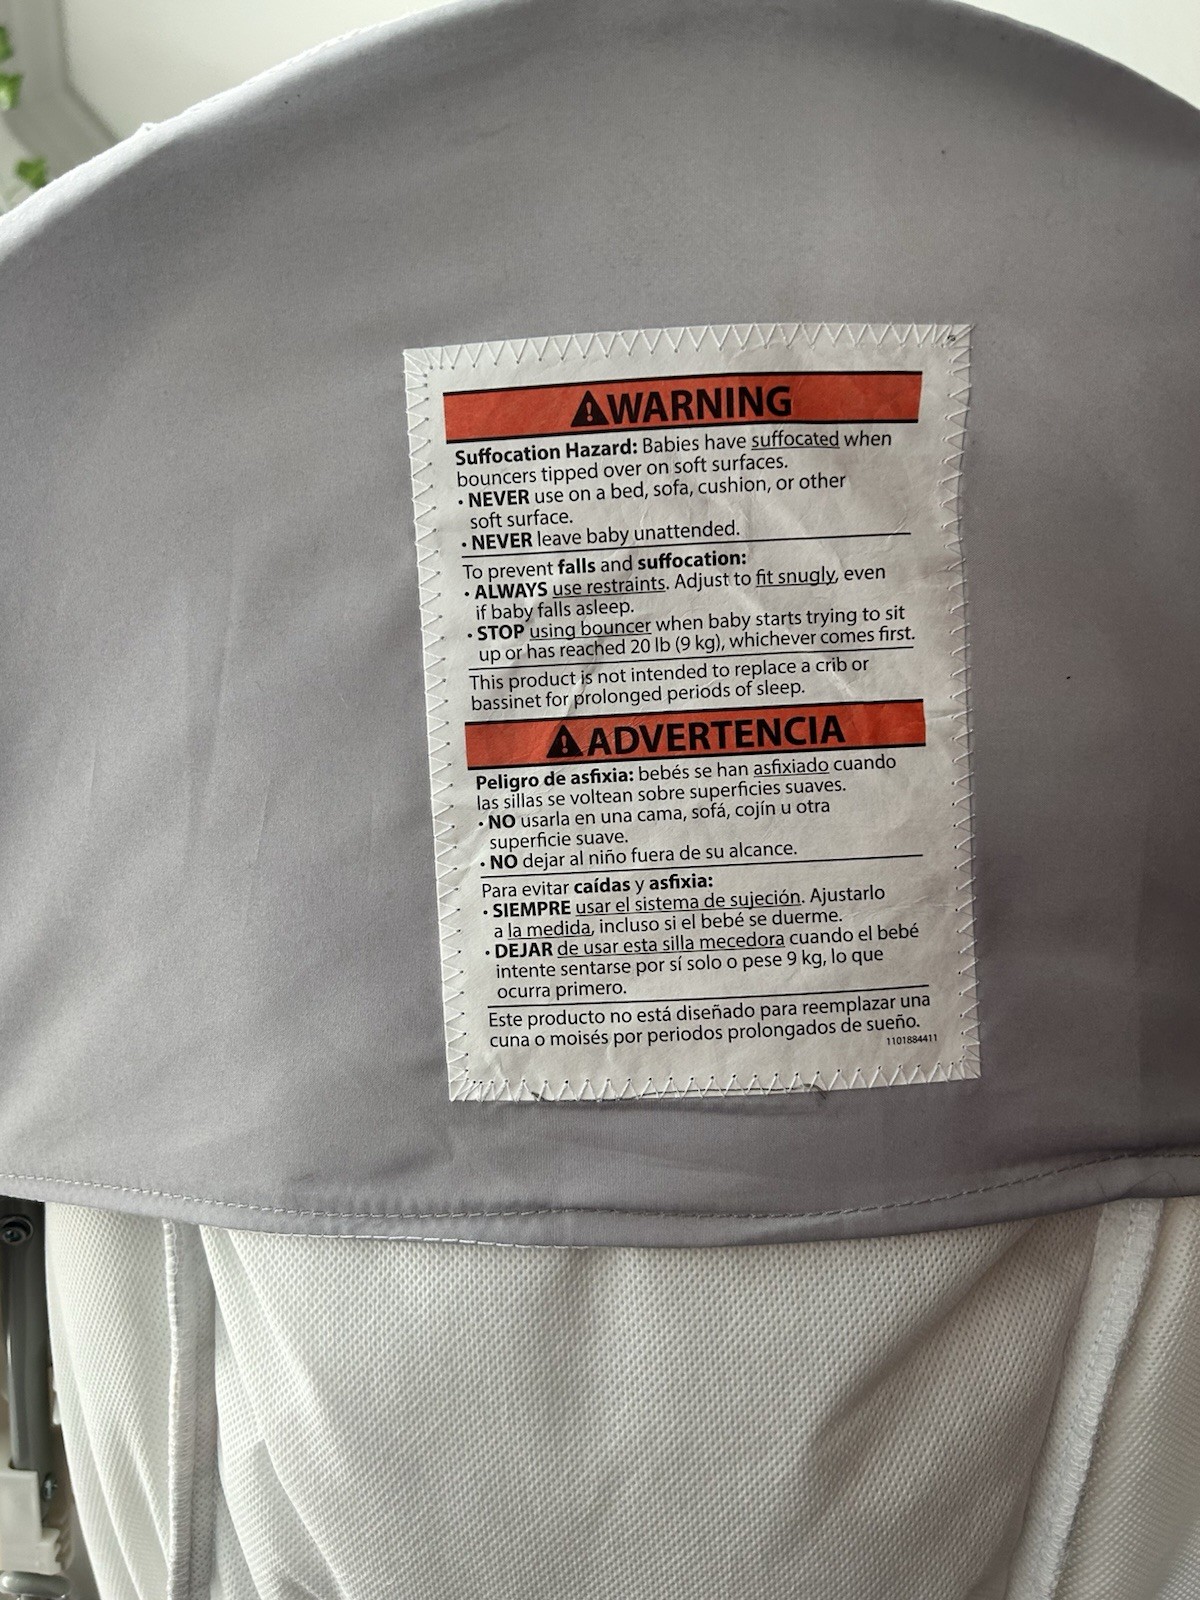 ⚠WARNING
Suffocation Hazard: Babies have suffocated when
bouncers tipped over on soft surfaces.
• NEVER use on a bed, sofa, cushion, or other
soft surface.
• NEVER leave baby unattended.
To prevent falls and suffocation:
• ALWAYS use restraints. Adjust to fit snugly, even
if baby falls asleep.
• STOP using bouncer when baby starts trying to sit
up or has reached 20 lb (9 kg), whichever comes first.
This product is not intended to replace a crib or
bassinet for prolonged periods of sleep.
⚠ADVERTENCIA
Peligro de asfixia: bebés se han asfixiado cuando
las sillas se voltean sobre superficies suaves.
• NO usarla en una cama, sofá, cojín u otra
superficie suave.
• NO dejar al niño fuera de su alcance.
Para evitar caídas y asfixia:
• SIEMPRE usar el sistema de sujeción. Ajustarlo
a la medida, incluso si el bebé se duerme.
• DEJAR de usar esta silla mecedora cuando el bebé
intente sentarse por sí solo o pese 9 kg, lo que
ocurra primero.
Este producto no está diseñado para reemplazar una
cuna o moisés por periodos prolongados de sueño.
1101884411